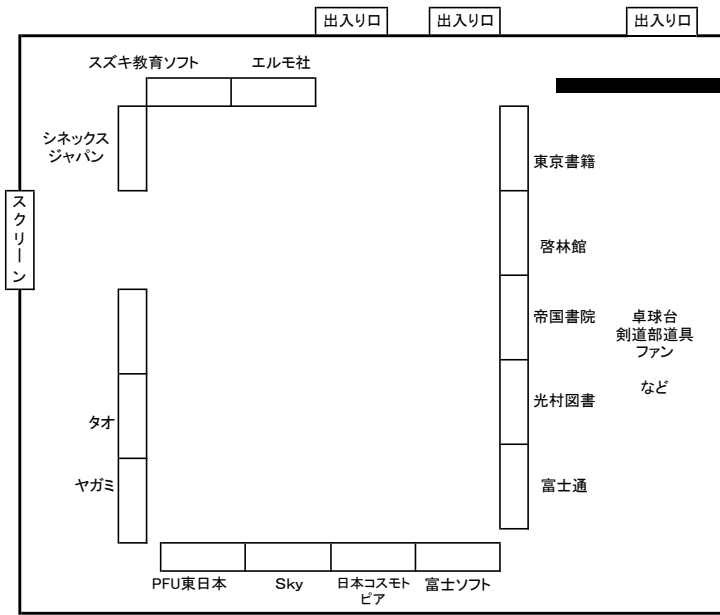 出入り口
出入り口
出入り口
スズキ教育ソフト
エルモ社
シネックス
ジャパン
東京書籍
スクリーン
啓林館
帝国書院
卓球台
剣道部道具
ファン
など
光村図書
タオ
ヤガミ
富士通
PFU東日本
Sky
日本コスモト
ピア
富士ソフト